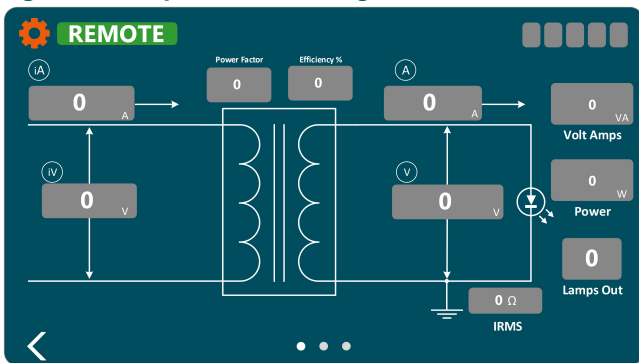 REMOTE
Power Factor
0
Efficiency %
0
iA
0 A
A
0 A
0 VA
Volt Amps
iV
0 V
V
0 V
0 W
Power
0
Lamps Out
0 Ω
IRMS